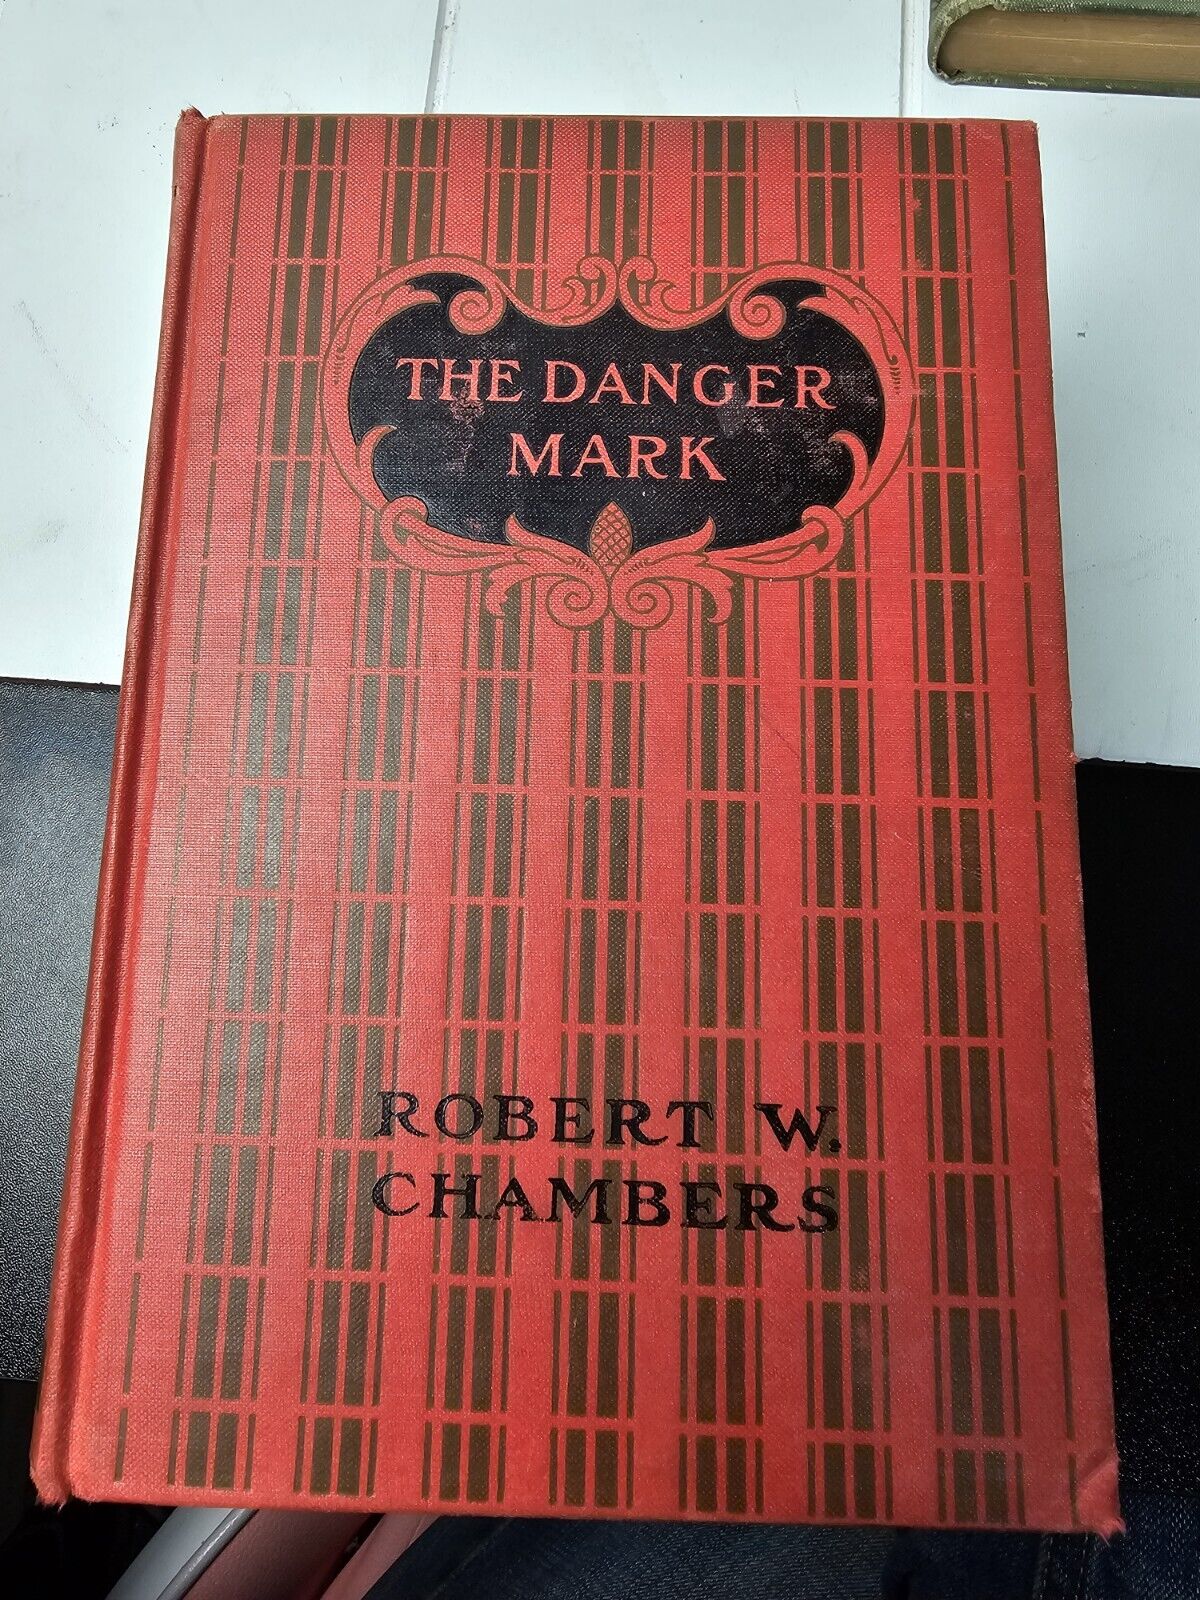 THE DANGER
MARK
ROBERT W.
CHAMBERS